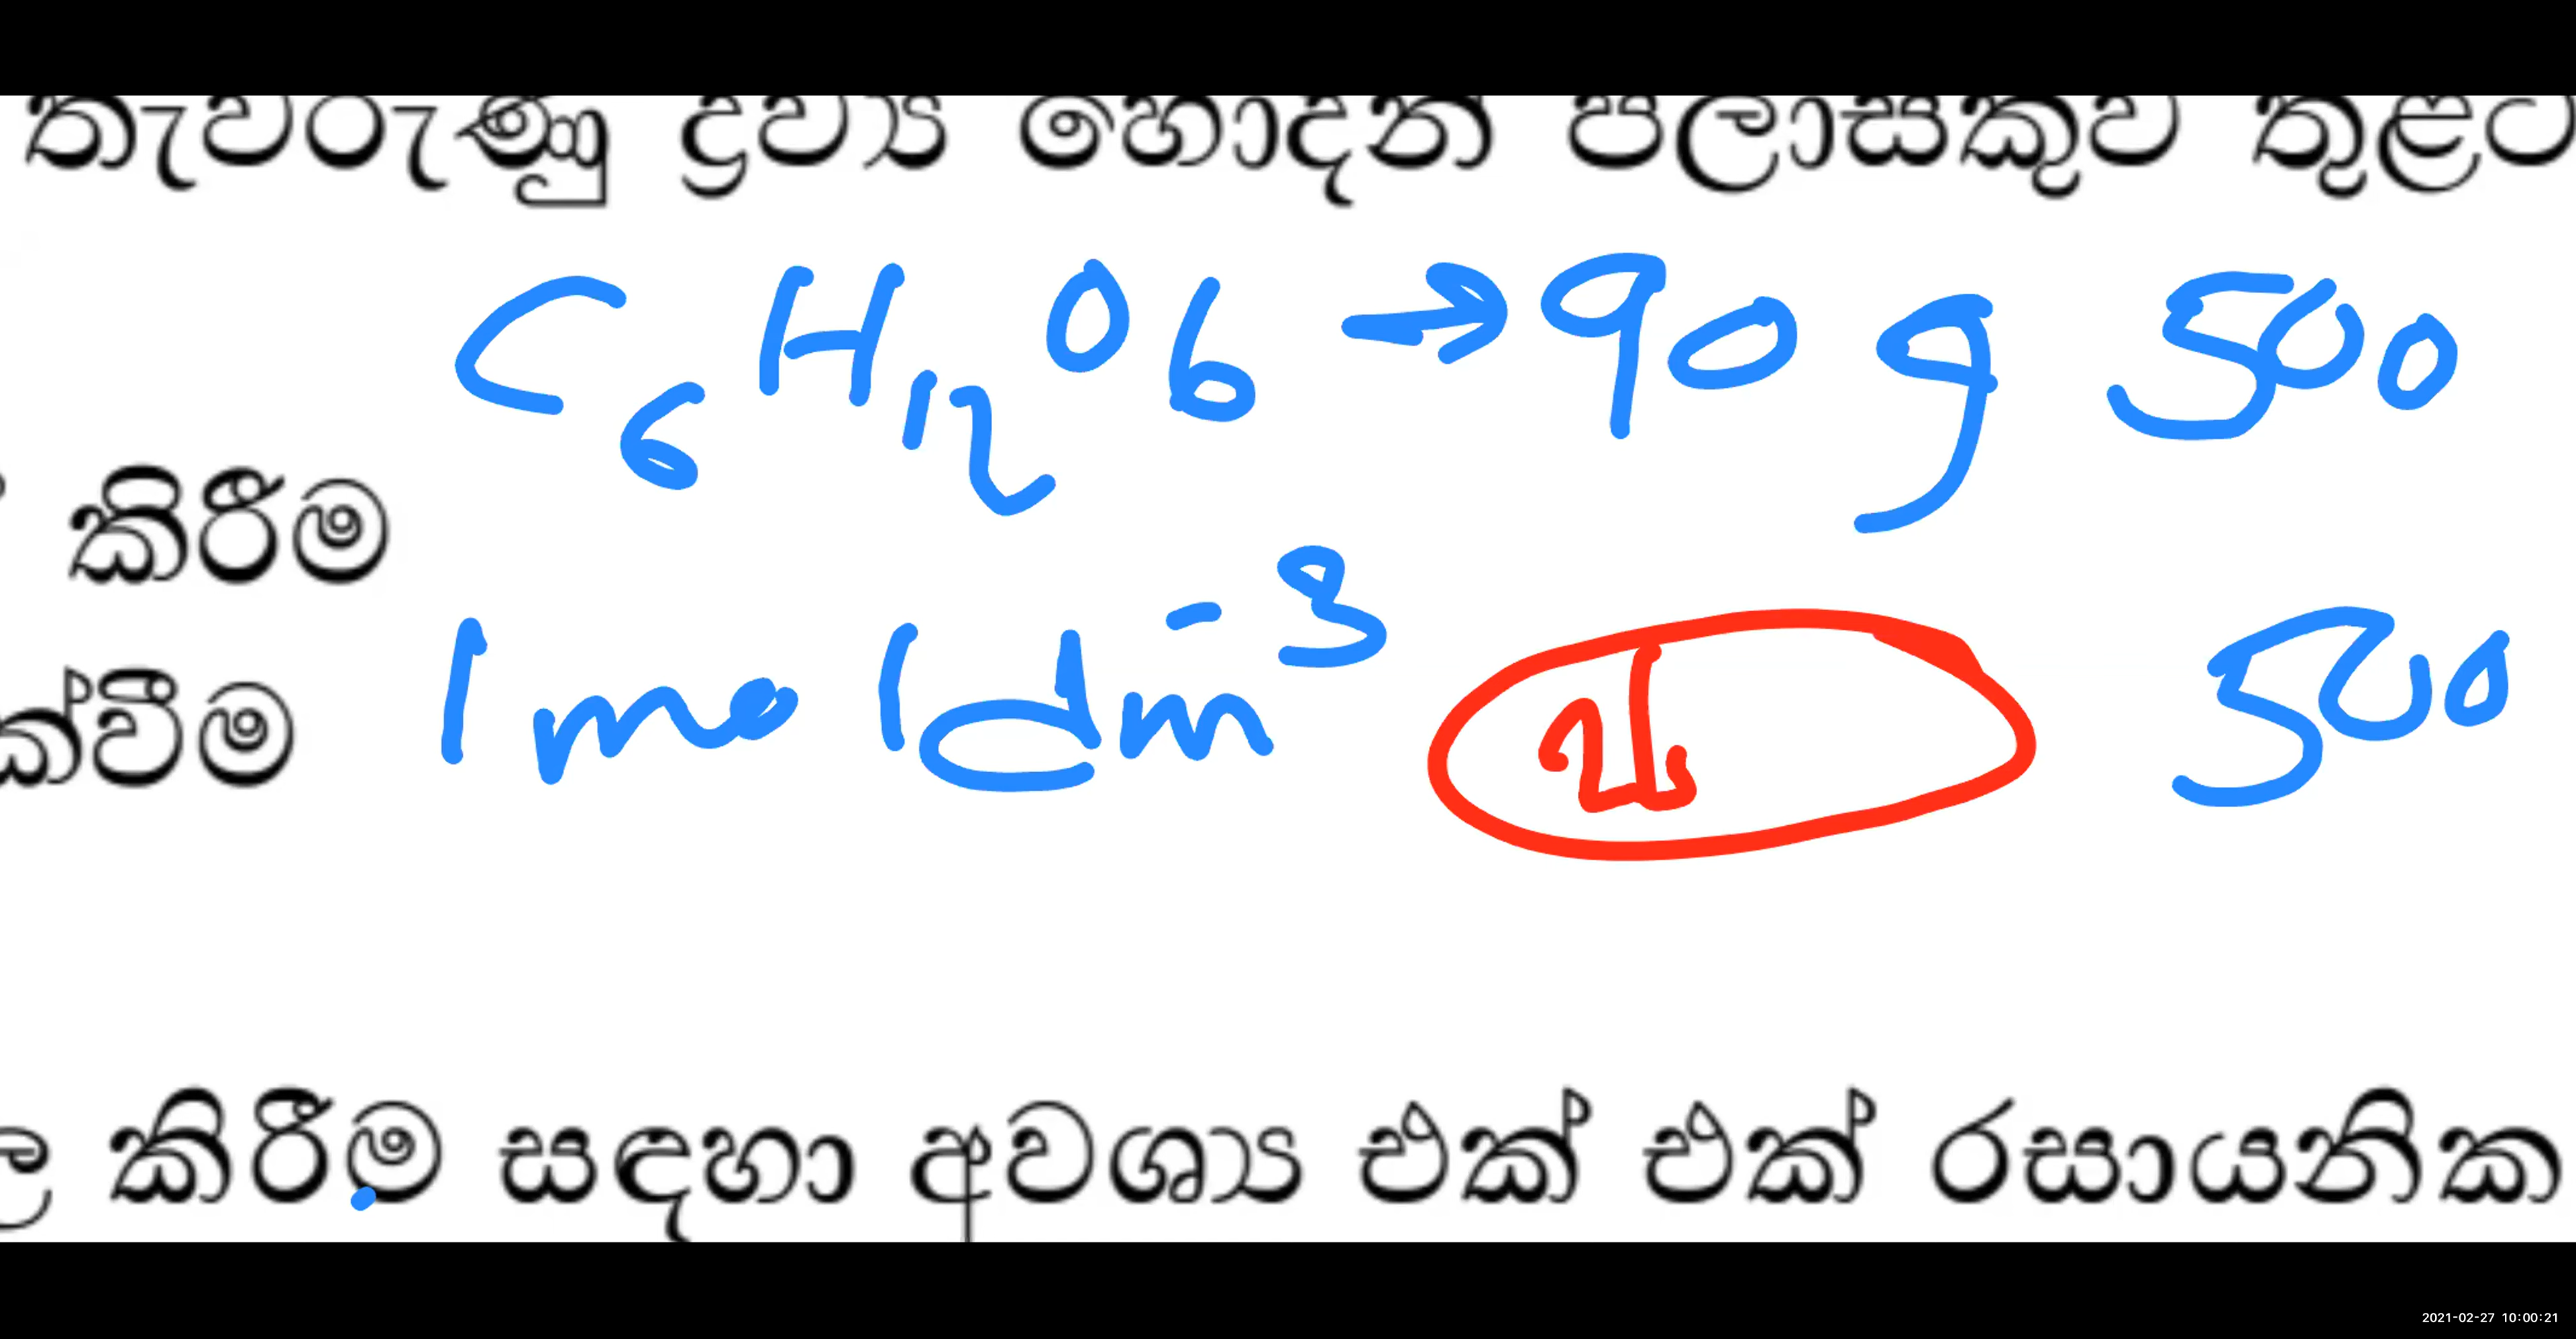 තැවරුණු ද්‍රව්‍ය හොදන පලාසකුව තුළට
C6H12O6 → 90 g 500
කිරීම
1 mol dm-3 500
ක්වීම
ල කිරීම සඳහා අවශ්‍ය එක් එක් රසායනික
2021-02-27 10:00:21